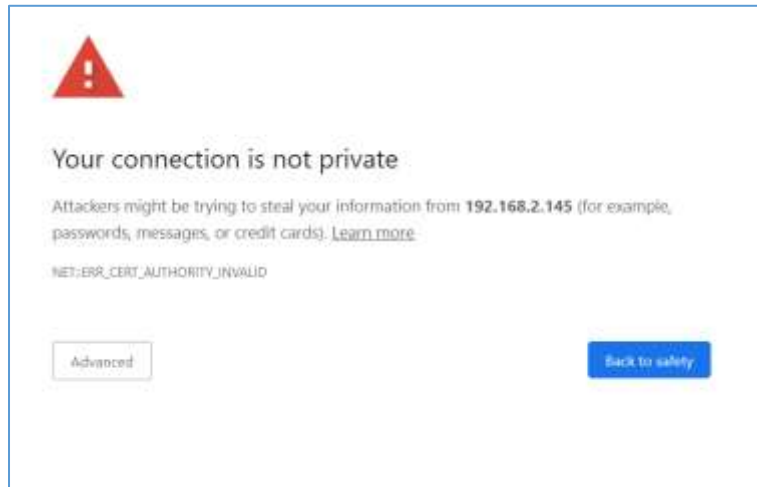 Your connection is not private
Attackers might be trying to steal your information from 192.168.2.145 (for example,
passwords, messages, or credit cards). Learn more
NET::ERR_CERT_AUTHORITY_INVALID
Advanced
Back to safety